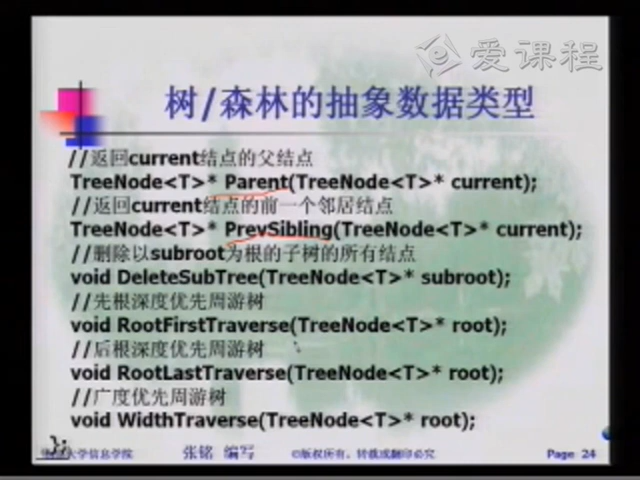 爱课程
树/森林的抽象数据类型
//返回current结点的父结点
TreeNode<T>* Parent(TreeNode<T>* current);
//返回current结点的前一个邻居结点
TreeNode<T>* PrevSibling(TreeNode<T>* current);
//删除以subroot为根的子树的所有结点
void DeleteSubTree(TreeNode<T>* subroot);
//先根深度优先周游树
void RootFirstTraverse(TreeNode<T>* root);
//后根深度优先周游树
void RootLastTraverse(TreeNode<T>* root);
//广度优先周游树
void WidthTraverse(TreeNode<T>* root);
};
大学信息学院 张铭 编写 ©版权所有，转载或翻印必究 Page 24